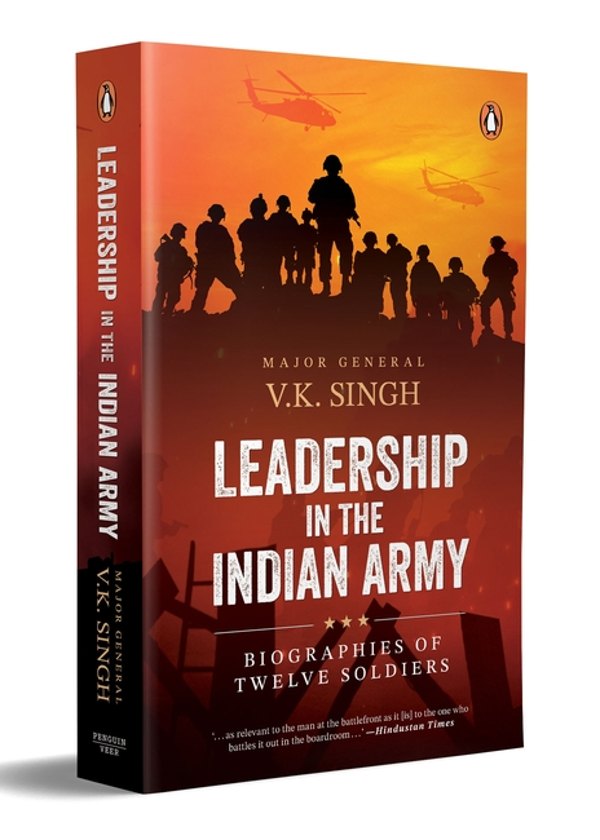 LEADERSHIP IN THE INDIAN ARMY
MAJOR GENERAL
V.K. SINGH
PENGUIN
VEER
MAJOR GENERAL
V.K. SINGH
LEADERSHIP
IN THE
INDIAN ARMY
BIOGRAPHIES OF
TWELVE SOLDIERS
‘...as relevant to the man at the battlefront as it [is] to the one who
battles it out in the boardroom...’ —Hindustan Times